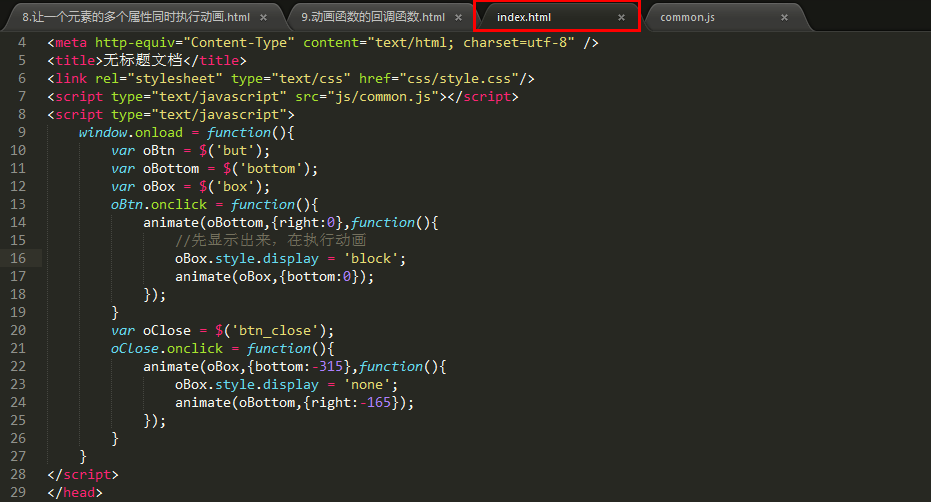 8.让一个元素的多个属性同时执行动画.html × 9.动画函数的回调函数.html × index.html × common.js ×
4 <meta http-equiv="Content-Type" content="text/html; charset=utf-8" />
5 <title>无标题文档</title>
6 <link rel="stylesheet" type="text/css" href="css/style.css"/>
7 <script type="text/javascript" src="js/common.js"></script>
8 <script type="text/javascript">
9 window.onload = function(){
10 var oBtn = $('but');
11 var oBottom = $('bottom');
12 var oBox = $('box');
13 oBtn.onclick = function(){
14 animate(oBottom,{right:0},function(){
15 //先显示出来，在执行动画
16 oBox.style.display = 'block';
17 animate(oBox,{bottom:0});
18 });
19 }
20 var oClose = $('btn_close');
21 oClose.onclick = function(){
22 animate(oBox,{bottom:-315},function(){
23 oBox.style.display = 'none';
24 animate(oBottom,{right:-165});
25 });
26 }
27 }
28 </script>
29 </head>